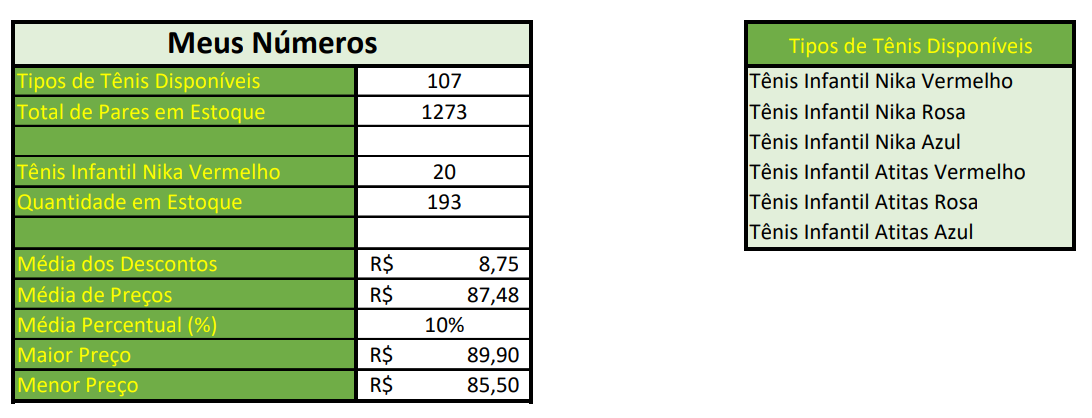 Meus Números
Tipos de Tênis Disponíveis 107
Total de Pares em Estoque 1273
Tênis Infantil Nika Vermelho 20
Quantidade em Estoque 193
Média dos Descontos R$ 8,75
Média de Preços R$ 87,48
Média Percentual (%) 10%
Maior Preço R$ 89,90
Menor Preço R$ 85,50
Tipos de Tênis Disponíveis
Tênis Infantil Nika Vermelho
Tênis Infantil Nika Rosa
Tênis Infantil Nika Azul
Tênis Infantil Atitas Vermelho
Tênis Infantil Atitas Rosa
Tênis Infantil Atitas Azul